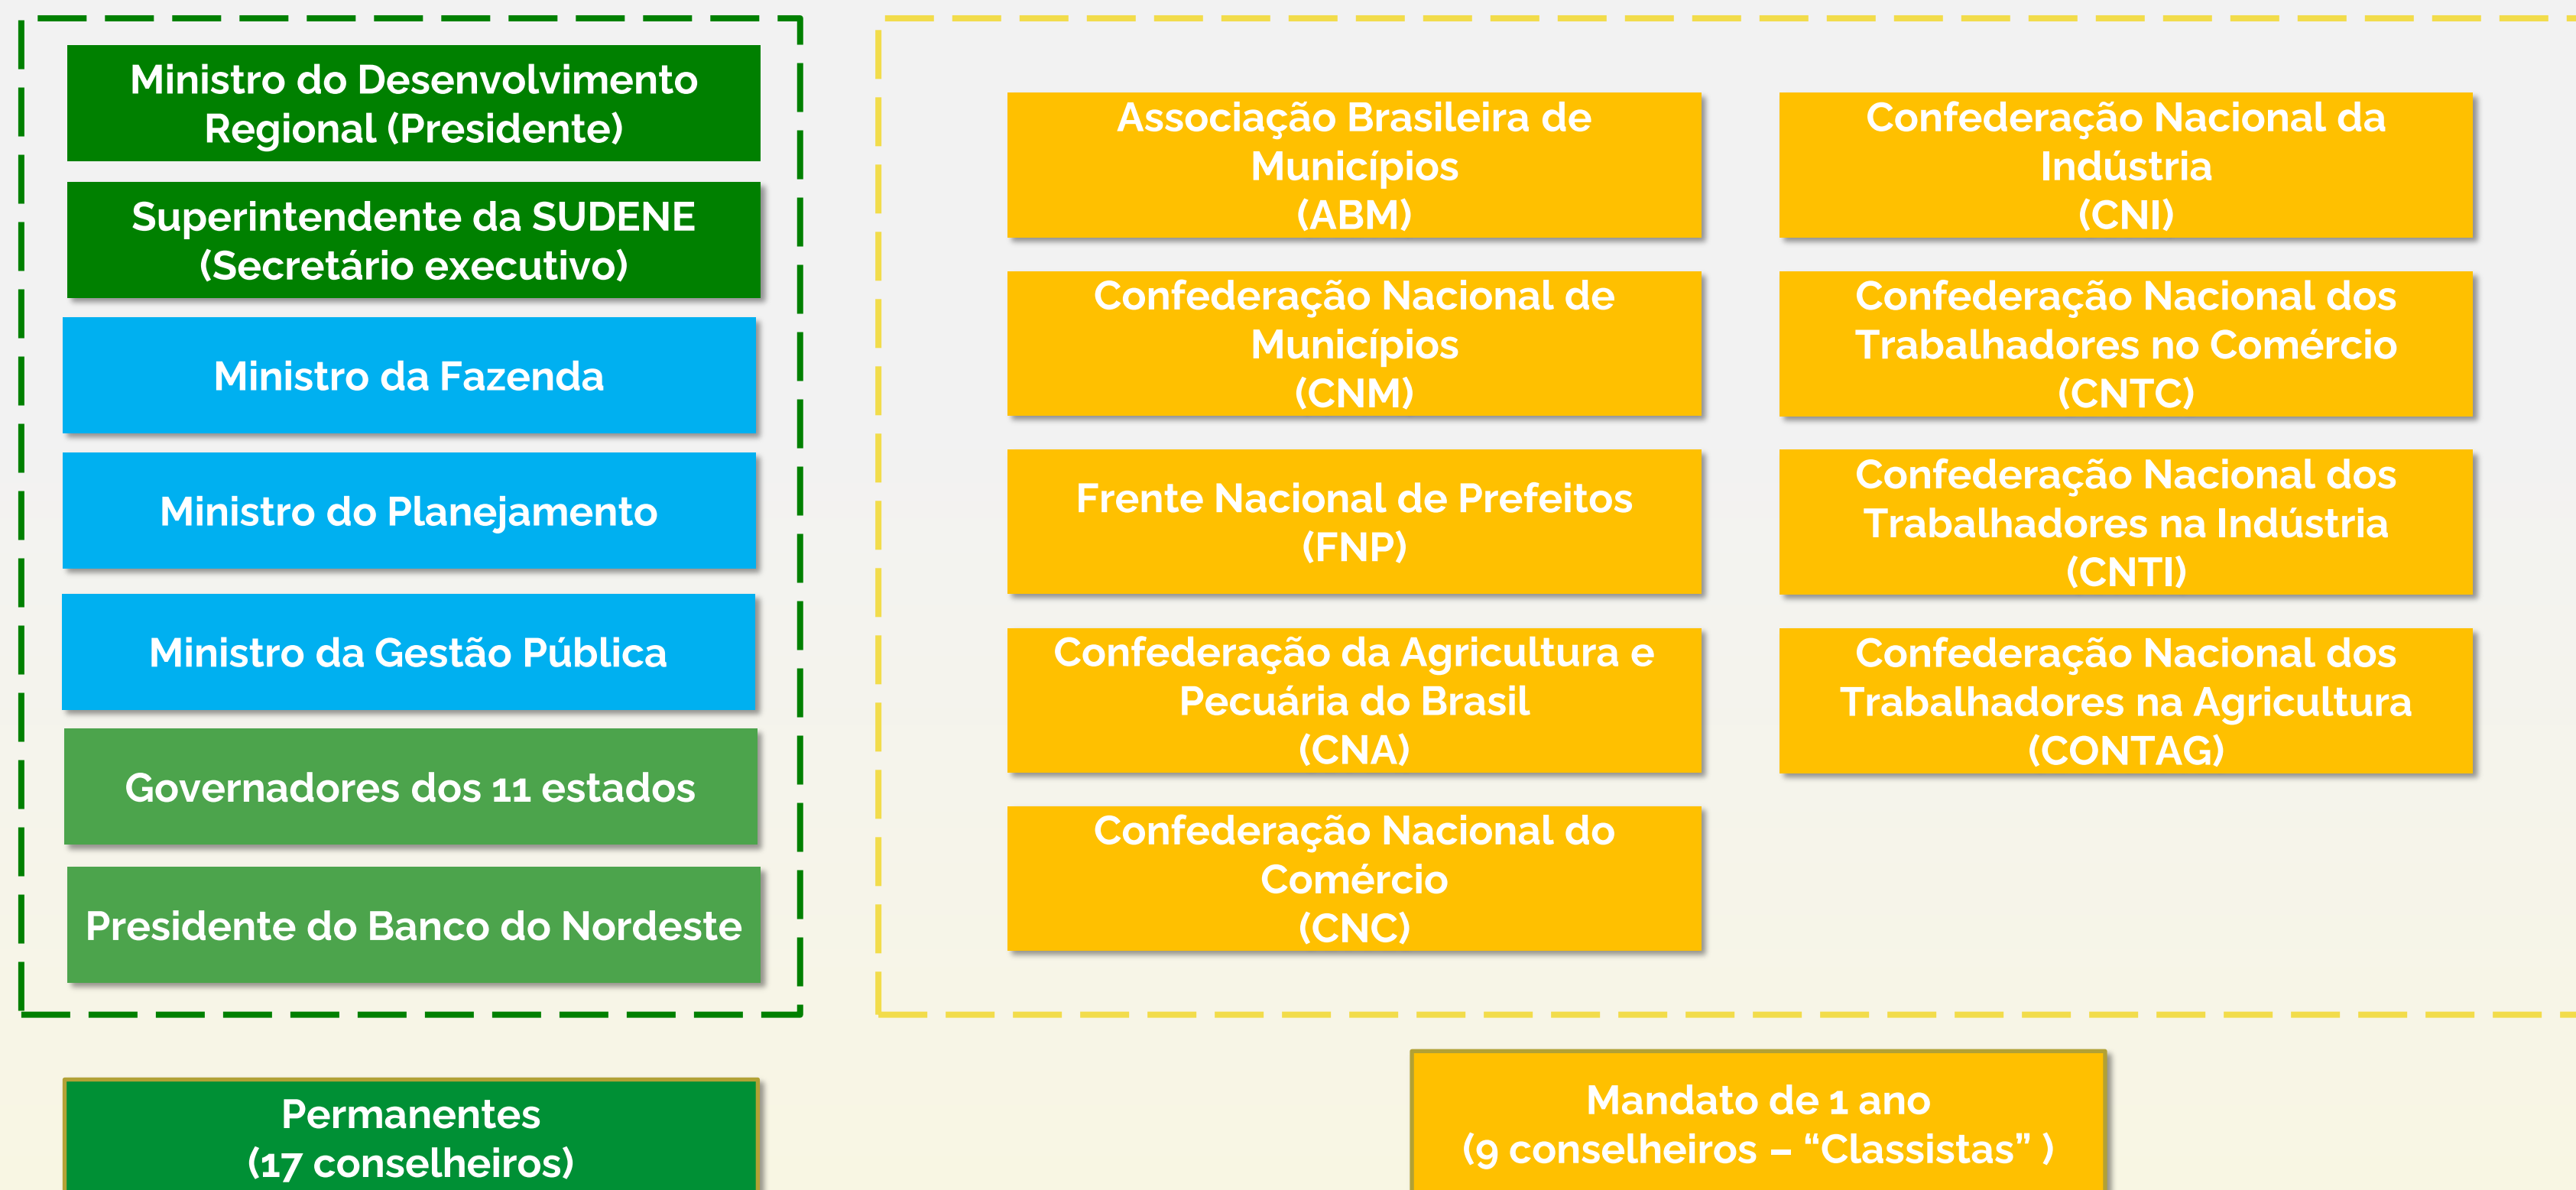 Ministro do Desenvolvimento
Regional (Presidente)
Superintendente da SUDENE
(Secretário executivo)
Ministro da Fazenda
Ministro do Planejamento
Ministro da Gestão Pública
Governadores dos 11 estados
Presidente do Banco do Nordeste
Permanentes
(17 conselheiros)
Associação Brasileira de
Municípios
(ABM)
Confederação Nacional de
Municípios
(CNM)
Frente Nacional de Prefeitos
(FNP)
Confederação da Agricultura e
Pecuária do Brasil
(CNA)
Confederação Nacional do
Comércio
(CNC)
Confederação Nacional da
Indústria
(CNI)
Confederação Nacional dos
Trabalhadores no Comércio
(CNTC)
Confederação Nacional dos
Trabalhadores na Indústria
(CNTI)
Confederação Nacional dos
Trabalhadores na Agricultura
(CONTAG)
Mandato de 1 ano
(9 conselheiros – “Classistas” )